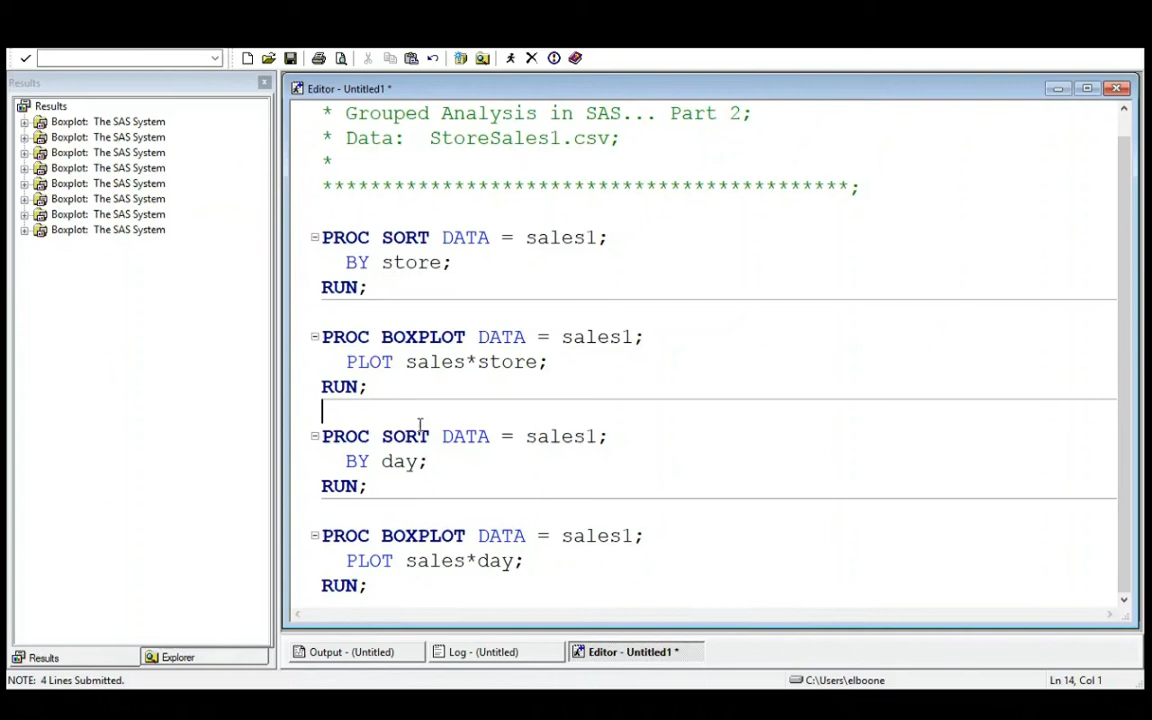 Results
Results
Boxplot: The SAS System
Boxplot: The SAS System
Boxplot: The SAS System
Boxplot: The SAS System
Boxplot: The SAS System
Boxplot: The SAS System
Boxplot: The SAS System
Boxplot: The SAS System
Results
Explorer
Editor - Untitled1 *
* Grouped Analysis in SAS... Part 2;
* Data: StoreSales1.csv;
*
********************************************;
PROC SORT DATA = sales1;
BY store;
RUN;
PROC BOXPLOT DATA = sales1;
PLOT sales*store;
RUN;
PROC SORT DATA = sales1;
BY day;
RUN;
PROC BOXPLOT DATA = sales1;
PLOT sales*day;
RUN;
Output - (Untitled)
Log - (Untitled)
Editor - Untitled1 *
NOTE: 4 Lines Submitted.
C:\Users\elboone
Ln 14, Col 1